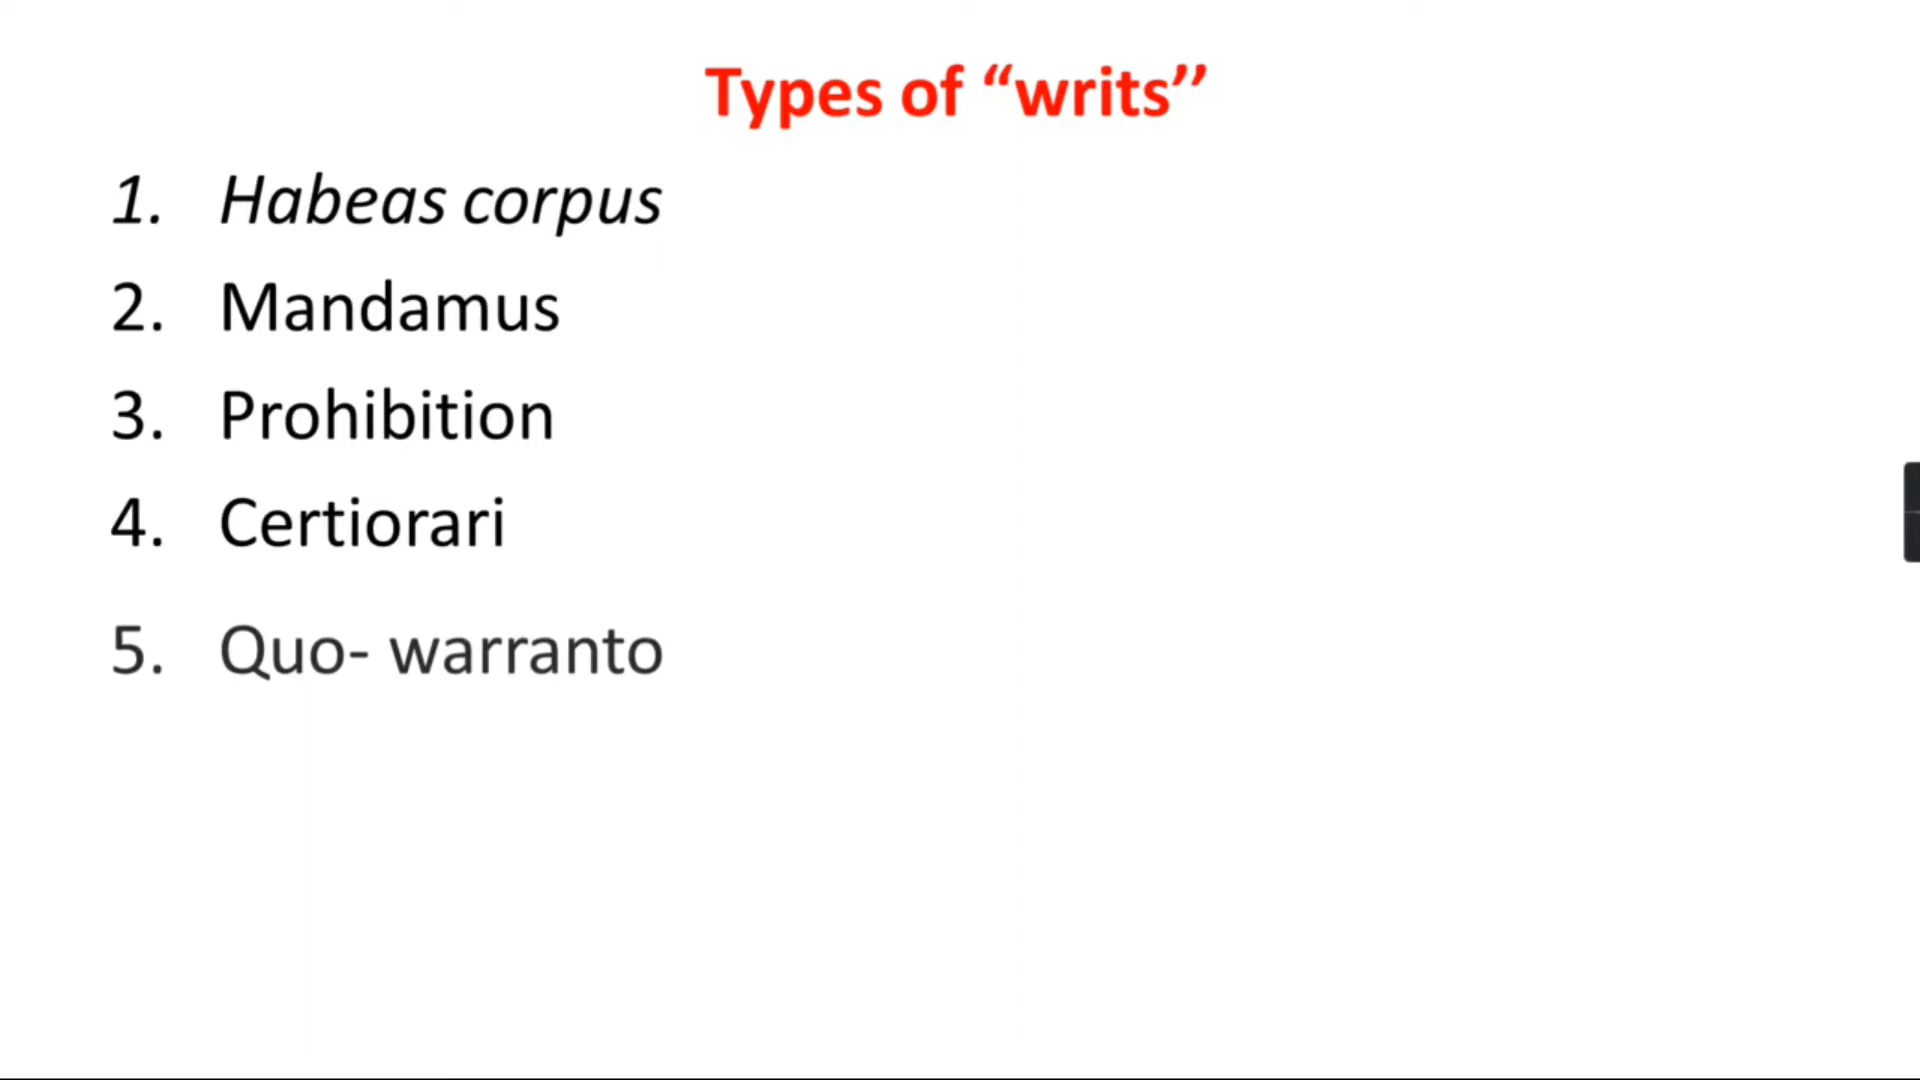 Types of “writs’’
1. Habeas corpus
2. Mandamus
3. Prohibition
4. Certiorari
5. Quo- warranto